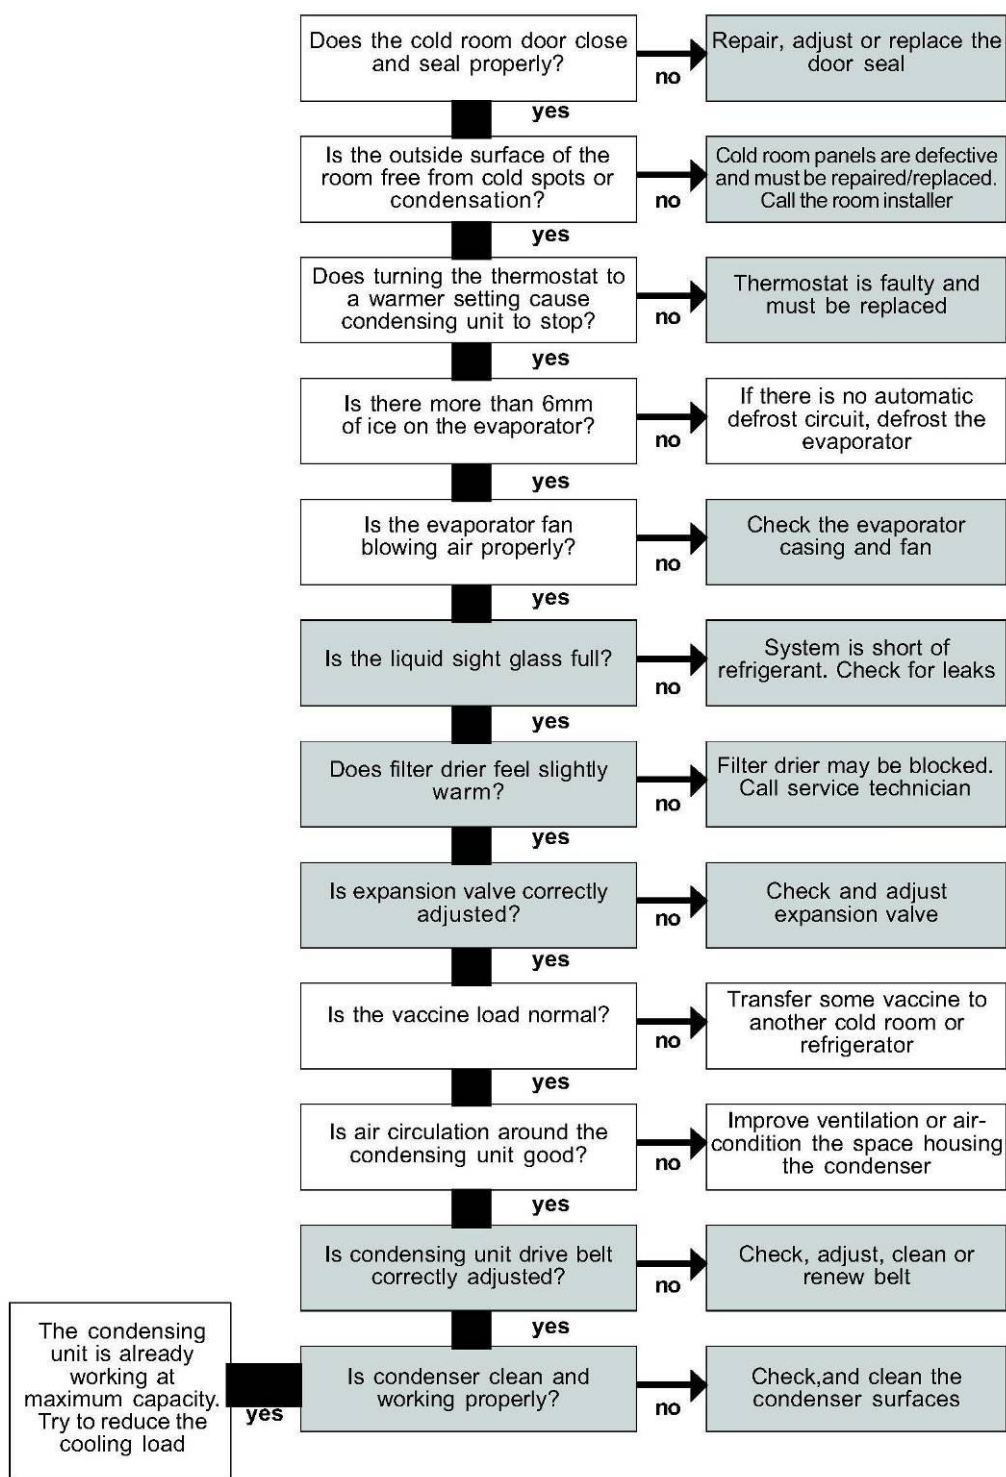 Does the cold room door close
and seal properly?
no
Repair, adjust or replace the
door seal
yes
Is the outside surface of the
room free from cold spots or
condensation?
no
Cold room panels are defective
and must be repaired/replaced.
Call the room installer
yes
Does turning the thermostat to
a warmer setting cause
condensing unit to stop?
no
Thermostat is faulty and
must be replaced
yes
Is there more than 6mm
of ice on the evaporator?
no
If there is no automatic
defrost circuit, defrost the
evaporator
yes
Is the evaporator fan
blowing air properly?
no
Check the evaporator
casing and fan
yes
Is the liquid sight glass full?
no
System is short of
refrigerant. Check for leaks
yes
Does filter drier feel slightly
warm?
no
Filter drier may be blocked.
Call service technician
yes
Is expansion valve correctly
adjusted?
no
Check and adjust
expansion valve
yes
Is the vaccine load normal?
no
Transfer some vaccine to
another cold room or
refrigerator
yes
Is air circulation around the
condensing unit good?
no
Improve ventilation or air-
condition the space housing
the condenser
yes
Is condensing unit drive belt
correctly adjusted?
no
Check, adjust, clean or
renew belt
yes
Is condenser clean and
working properly?
no
Check,and clean the
condenser surfaces
yes
The condensing
unit is already
working at
maximum capacity.
Try to reduce the
cooling load